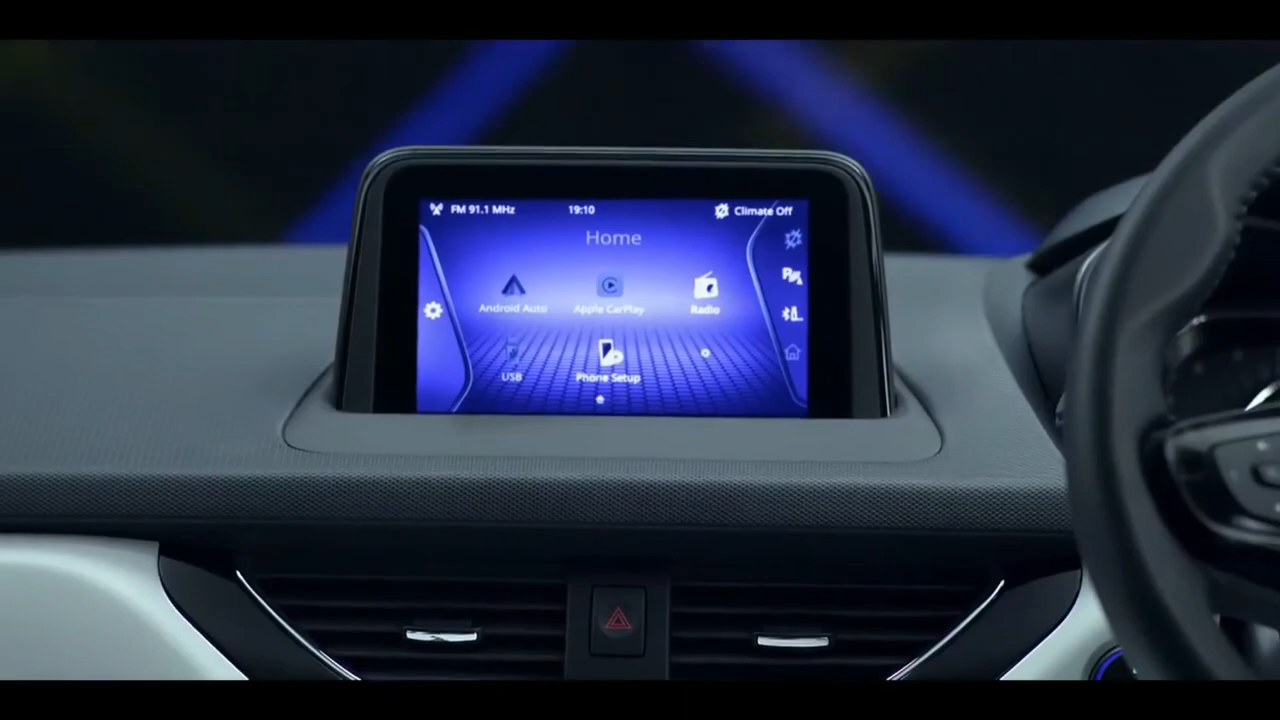 FM 91.1 MHz 19:10 Climate Off
Home
Android Auto Apple CarPlay Radio
USB Phone Setup